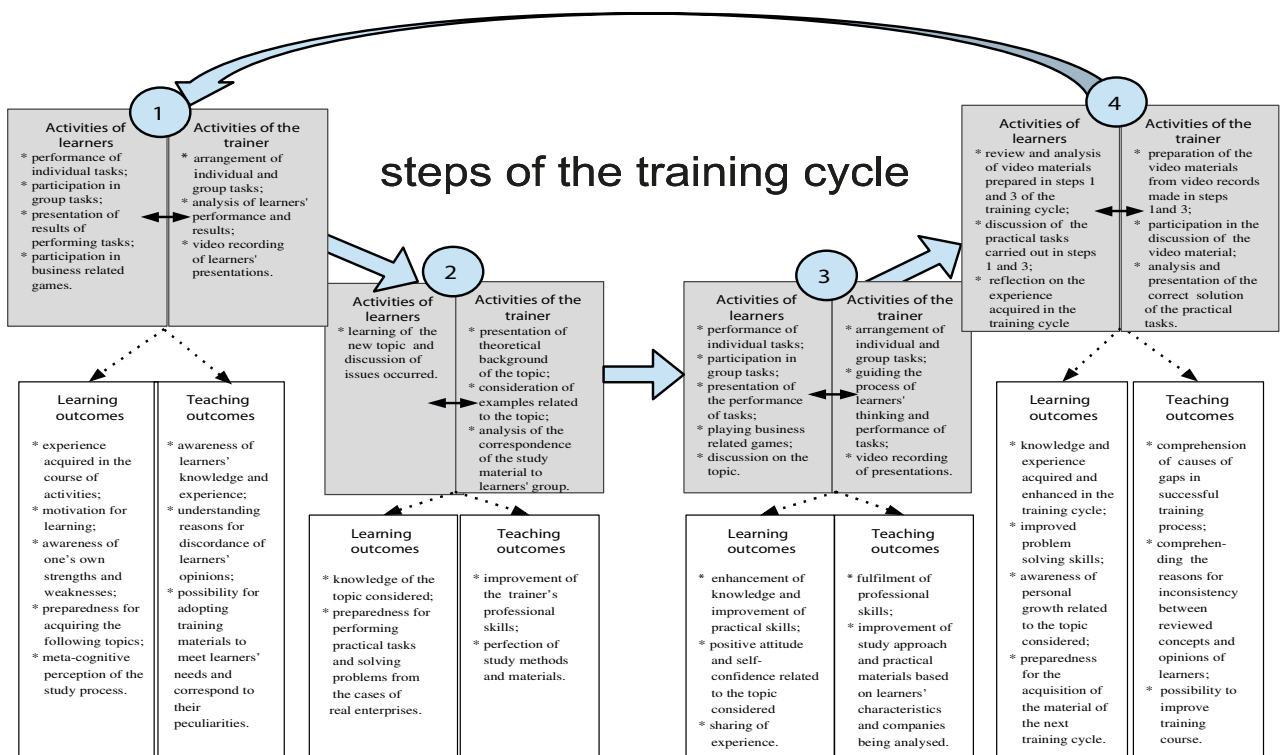 steps of the training cycle
1
Activities of
learners
* performance of
individual tasks;
* participation in
group tasks;
* presentation of
results of
performing tasks;
* participation in
business related
games.
Activities of the
trainer
* arrangement of
individual and
group tasks;
* analysis of learners'
performance and
results;
* video recording
of learners'
presentations.
Learning
outcomes
* experience
acquired in the
course of
activities;
* motivation for
learning;
* awareness of
one's own
strengths and
weaknesses;
* preparedness for
acquiring the
following topics;
* meta-cognitive
perception of the
study process.
Teaching
outcomes
* awareness of
learners'
knowledge and
experience;
* understanding
reasons for
discordance of
learners'
opinions;
* possibility for
adopting
training
materials to
meet learners'
needs and
correspond to
their
peculiarities.
2
Activities of
learners
* learning of the
new topic and
discussion of
issues occurred.
Activities of the
trainer
* presentation of
theoretical
background
of the topic;
* consideration of
examples related
to the topic;
* analysis of the
correspondence
of the study
material to
learners' group.
Learning
outcomes
* knowledge of the
topic considered;
* preparedness for
performing
practical tasks
and solving
problems from
the cases of
real enterprises.
Teaching
outcomes
* improvement of
the trainer's
professional
skills;
* perfection of
study methods
and materials.
3
Activities of
learners
* performance of
individual tasks;
* participation in
group tasks;
* presentation of
the performance
of tasks;
* playing business
related games;
* discussion on the
topic.
Activities of the
trainer
* arrangement of
individual and
group tasks;
* guiding the
process of
learners'
thinking and
performance of
tasks;
* video recording
of presentations.
Learning
outcomes
* enhancement of
knowledge and
improvement of
practical skills;
* positive attitude
and self-
confidence related
to the topic
considered
* sharing of
experience.
Teaching
outcomes
* fulfilment of
professional
skills;
* improvement of
study approach
and practical
materials based
on learners'
characteristics
and companies
being analysed.
4
Activities of
learners
* review and analysis
of video materials
prepared in steps 1
and 3 of the
training cycle;
* discussion of the
practical tasks
carried out in steps
1 and 3;
* reflection on the
experience
acquired in the
training cycle
Activities of the
trainer
* preparation of the
video materials
from video records
made in steps
1and 3;
* participation in the
discussion of the
video material;
* analysis and
presentation of the
correct solution
of the practical
tasks.
Learning
outcomes
* knowledge and
experience
acquired and
enhanced in the
training cycle;
* improved
problem
solving skills;
* awareness of
personal
growth related
to the topic
considered;
* preparedness
for the
acquisition of
the material of
the next
training cycle.
Teaching
outcomes
* comprehension
of causes of
gaps in
successful
training
process;
* comprehen-
ding the
reasons for
inconsistency
between
reviewed
concepts and
opinions of
learners;
* possibility to
improve
training
course.